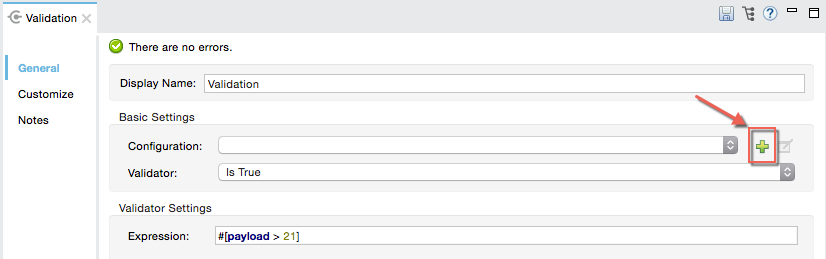 Validation
There are no errors.
General
Customize
Notes
Display Name: Validation
Basic Settings
Configuration:
Validator: Is True
Validator Settings
Expression: #[payload > 21]